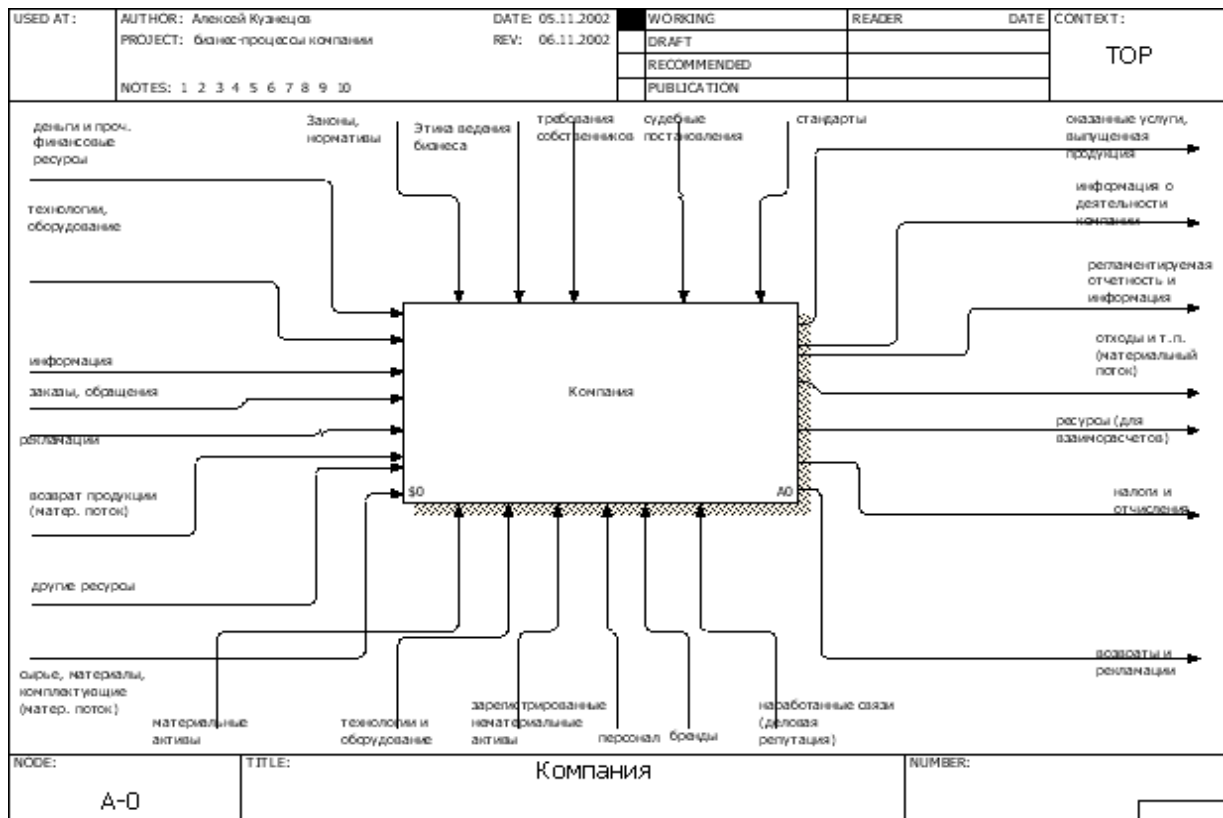 USED AT:
AUTHOR: Алексей Кузнецов
DATE: 05.11.2002
PROJECT: бизнес-процессы компании
REV: 06.11.2002
NOTES: 1 2 3 4 5 6 7 8 9 10
WORKING
DRAFT
RECOMMENDED
PUBLICATION
READER
DATE
CONTEXT:
TOP
деньги и проч.
финансовые
ресурсы
Законы,
нормативы
Этика ведения
бизнеса
требования
собственников
судебные
постановления
стандарты
оказанные услуги,
выпущенная
продукция
технологии,
оборудование
информация о
деятельности
компании
регламентируемая
отчетность и
информация
информация
отходы и т.п.
(материальный
поток)
заказы, обращения
Компания
рекламации
ресурсы (для
взаиморасчетов)
возврат продукции
(матер. поток)
$0
A0
налоги и
отчисления
другие ресурсы
сырье, материалы,
комплектующие
(матер. поток)
возвраты и
рекламации
материальные
активы
технологии и
оборудование
зарегистрированные
нематериальные
активы
персонал
бренды
наработанные связи
(деловая
репутация)
NODE:
A-0
TITLE:
Компания
NUMBER: